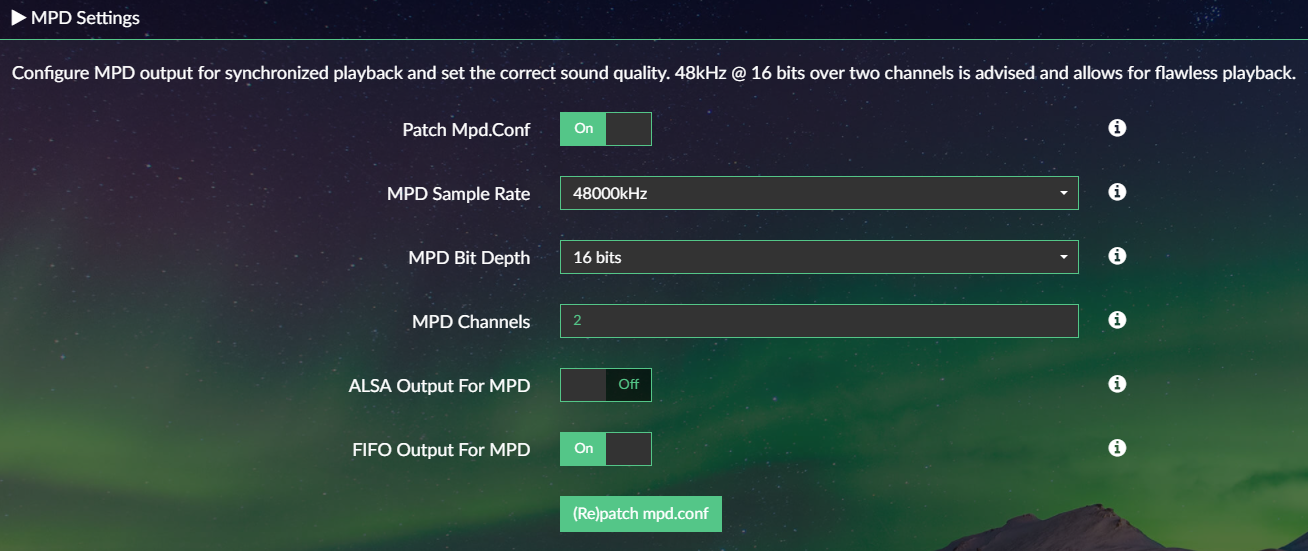 ▶ MPD Settings
Configure MPD output for synchronized playback and set the correct sound quality. 48kHz @ 16 bits over two channels is advised and allows for flawless playback.
Patch Mpd.Conf On
MPD Sample Rate 48000kHz
MPD Bit Depth 16 bits
MPD Channels 2
ALSA Output For MPD Off
FIFO Output For MPD On
(Re)patch mpd.conf